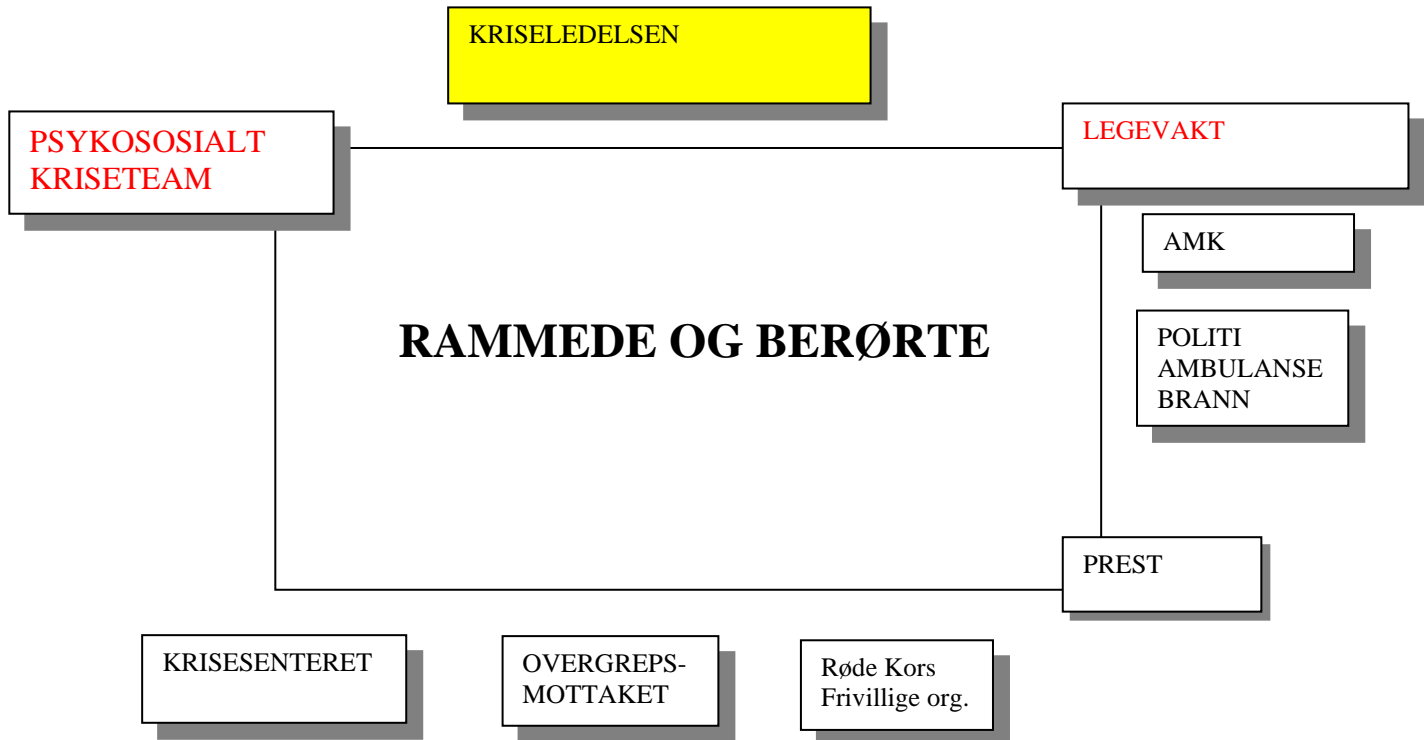 KRISELEDELSEN
PSYKOSOSIALT
KRISETEAM
LEGEVAKT
AMK
RAMMEDE OG BERØRTE
POLITI
AMBULANSE
BRANN
PREST
KRISESENTERET
OVERGREPS-
MOTTAKET
Røde Kors
Frivillige org.